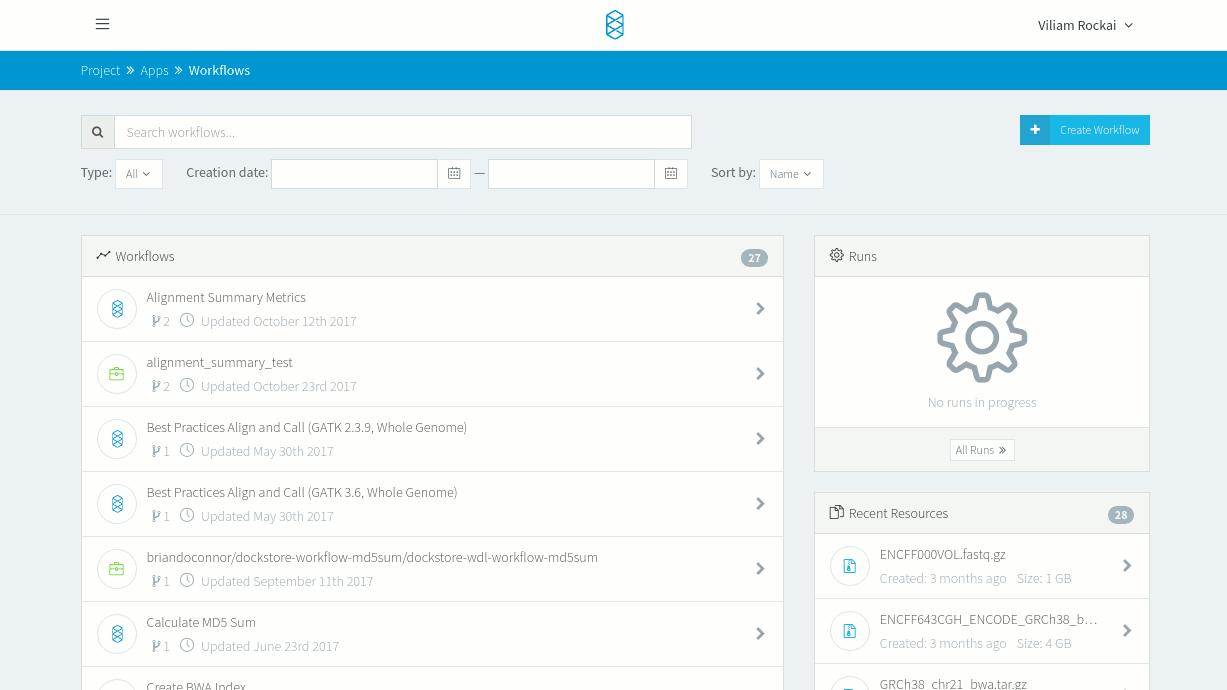 Viliam Rockai
Project » Apps » Workflows
Search workflows...
Create Workflow
Type: All Creation date: — Sort by: Name
Workflows 27
Alignment Summary Metrics
2 Updated October 12th 2017
alignment_summary_test
2 Updated October 23rd 2017
Best Practices Align and Call (GATK 2.3.9, Whole Genome)
1 Updated May 30th 2017
Best Practices Align and Call (GATK 3.6, Whole Genome)
1 Updated May 30th 2017
briandoconnor/dockstore-workflow-md5sum/dockstore-wdl-workflow-md5sum
1 Updated September 11th 2017
Calculate MD5 Sum
1 Updated June 23rd 2017
Create BWA Index
Runs
No runs in progress
All Runs »
Recent Resources 28
ENCFF000VOL.fastq.gz
Created: 3 months ago Size: 1 GB
ENCFF643CGH_ENCODE_GRCh38_b...
Created: 3 months ago Size: 4 GB
GRCh38_chr21_bwa.tar.gz